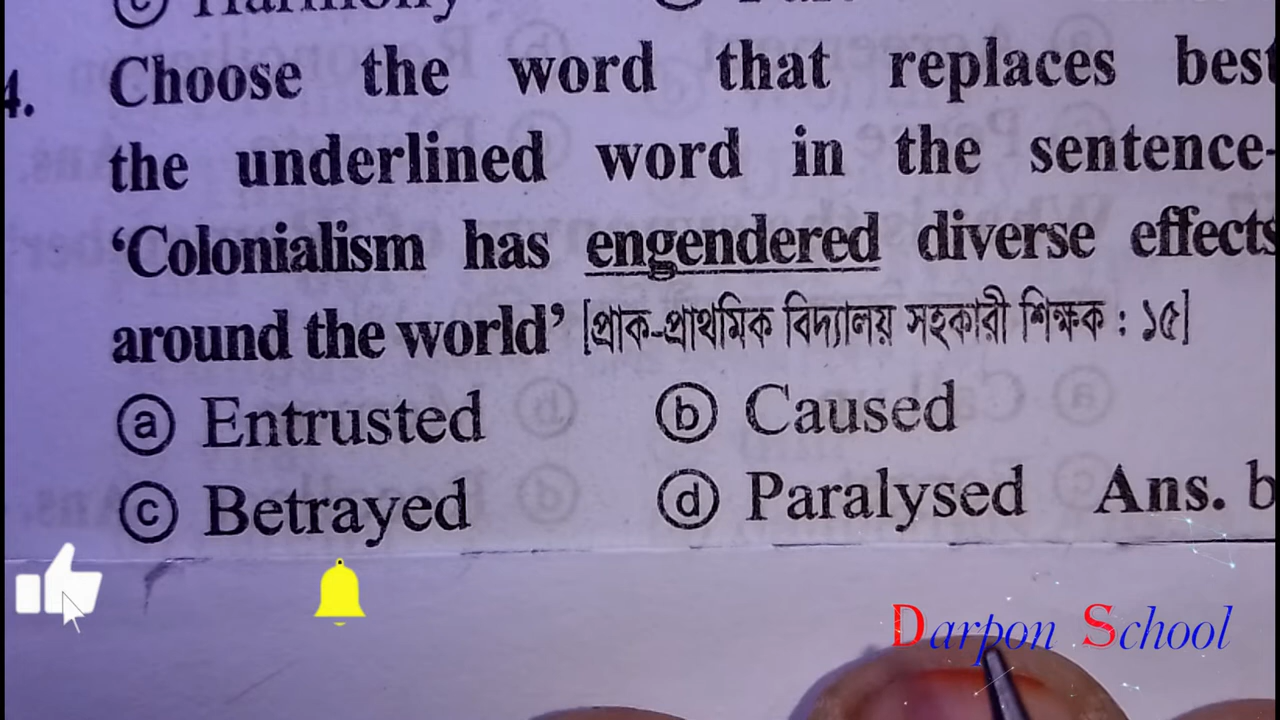 ⓒ Harmony
4. Choose the word that replaces best
the underlined word in the sentence-
‘Colonialism has engendered diverse effects
around the world’ [প্রাক-প্রাথমিক বিদ্যালয় সহকারী শিক্ষক : ১৫]
ⓐ Entrusted ⓑ Caused
ⓒ Betrayed ⓓ Paralysed Ans. b
Darpon School